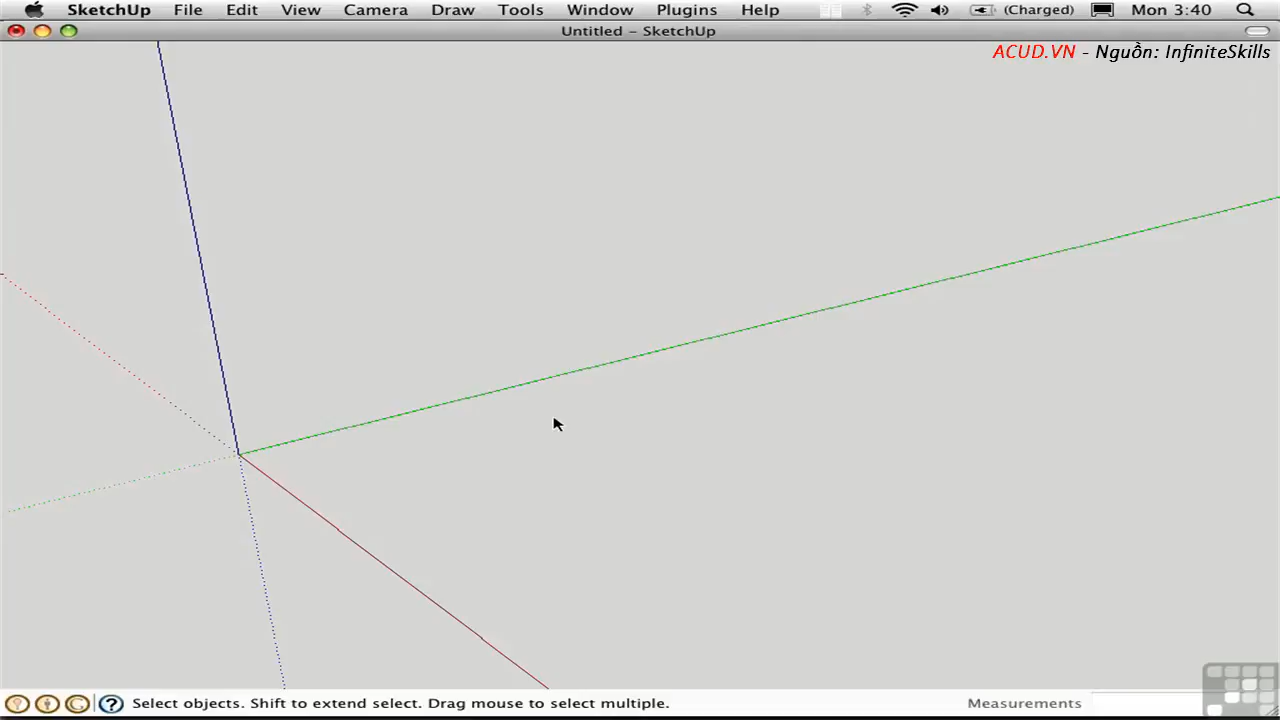 SketchUp File Edit View Camera Draw Tools Window Plugins Help (Charged) Mon 3:40
Untitled – SketchUp
ACUD.VN - Nguồn: InfiniteSkills
Select objects. Shift to extend select. Drag mouse to select multiple. Measurements